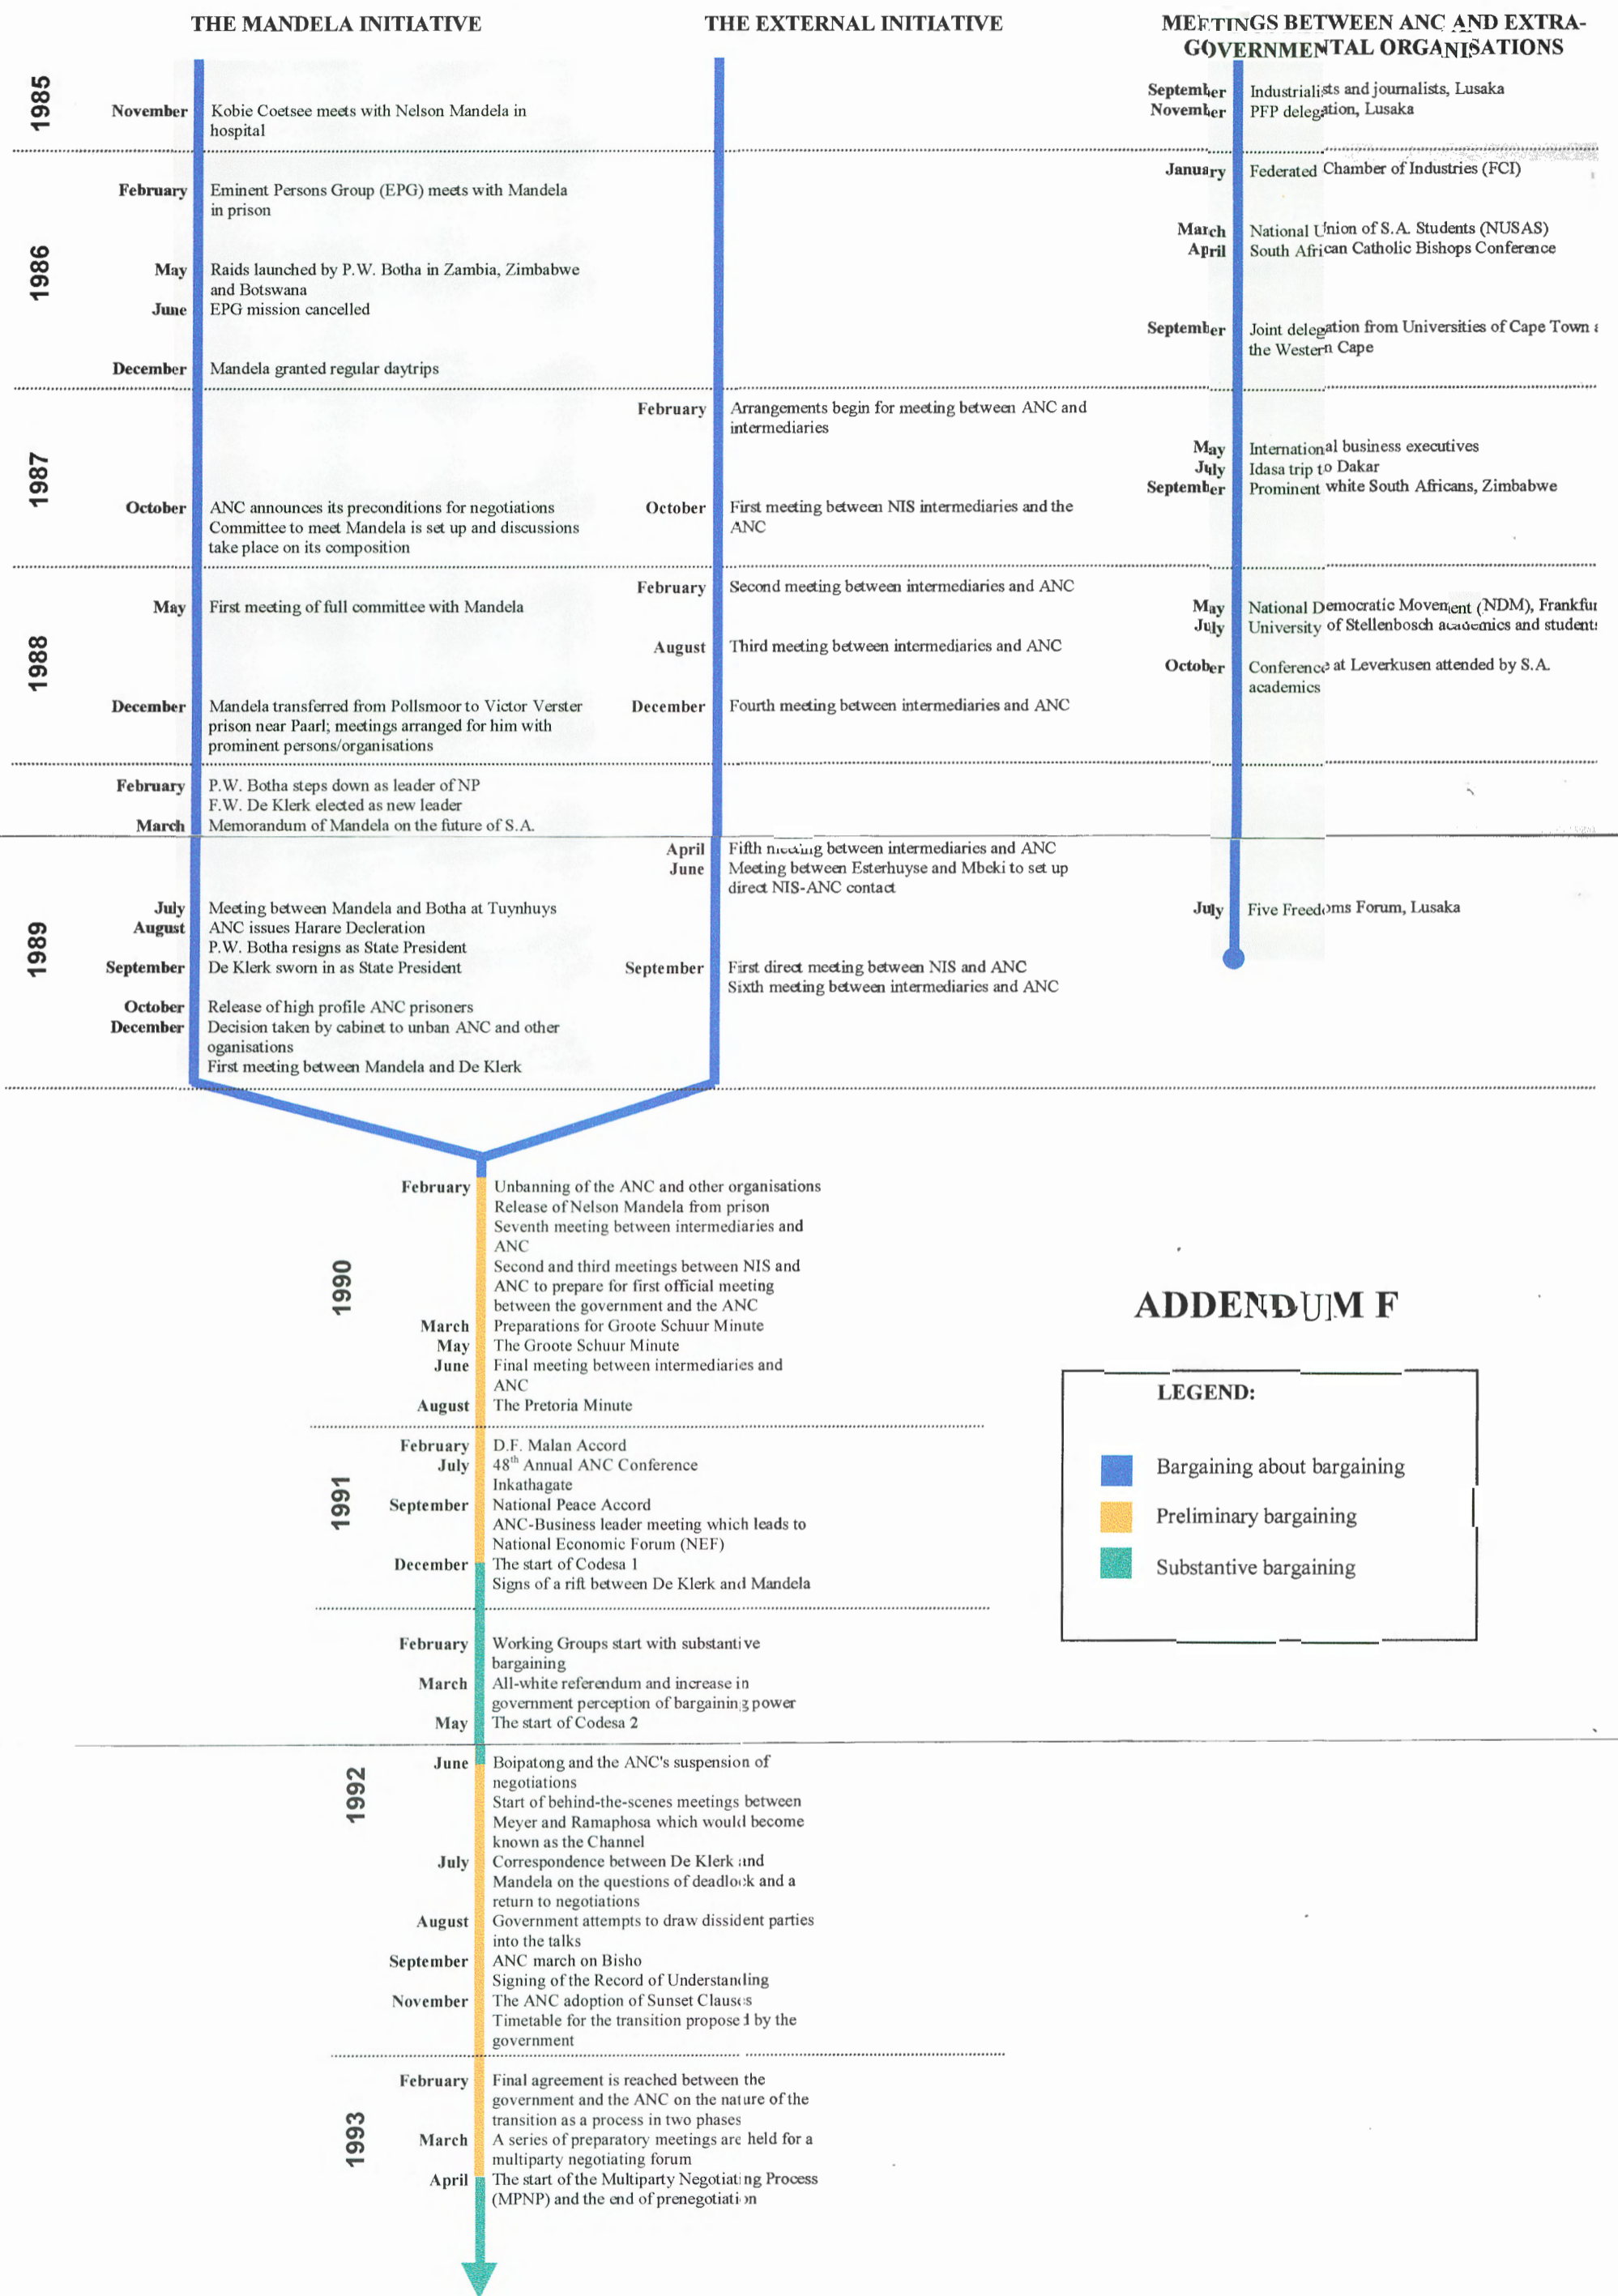 THE MANDELA INITIATIVE
1985
November
Kobie Coetsee meets with Nelson Mandela in
hospital
1986
February
Eminent Persons Group (EPG) meets with Mandela
in prison
May
Raids launched by P.W. Botha in Zambia, Zimbabwe
and Botswana
June
EPG mission cancelled
December
Mandela granted regular daytrips
1987
October
ANC announces its preconditions for negotiations
Committee to meet Mandela is set up and discussions
take place on its composition
1988
May
First meeting of full committee with Mandela
December
Mandela transferred from Pollsmoor to Victor Verster
prison near Paarl; meetings arranged for him with
prominent persons/organisations
1989
February
P.W. Botha steps down as leader of NP
F.W. De Klerk elected as new leader
March
Memorandum of Mandela on the future of S.A.
July
Meeting between Mandela and Botha at Tuynhuys
August
ANC issues Harare Decleration
P.W. Botha resigns as State President
September
De Klerk sworn in as State President
October
Release of high profile ANC prisoners
December
Decision taken by cabinet to unban ANC and other
oganisations
First meeting between Mandela and De Klerk
THE EXTERNAL INITIATIVE
February
Arrangements begin for meeting between ANC and
intermediaries
October
First meeting between NIS intermediaries and the
ANC
February
Second meeting between intermediaries and ANC
August
Third meeting between intermediaries and ANC
December
Fourth meeting between intermediaries and ANC
April
Fifth meeting between intermediaries and ANC
June
Meeting between Esterhuyse and Mbeki to set up
direct NIS-ANC contact
September
First direct meeting between NIS and ANC
Sixth meeting between intermediaries and ANC
MEETINGS BETWEEN ANC AND EXTRA-
GOVERNMENTAL ORGANISATIONS
September
Industrialists and journalists, Lusaka
November
PFP delegation, Lusaka
January
Federated Chamber of Industries (FCI)
March
National Union of S.A. Students (NUSAS)
April
South African Catholic Bishops Conference
September
Joint delegation from Universities of Cape Town
the Western Cape
May
International business executives
July
Idasa trip to Dakar
September
Prominent white South Africans, Zimbabwe
May
National Democratic Movement (NDM), Frankfu
July
University of Stellenbosch academics and student
October
Conference at Leverkusen attended by S.A.
academics
July
Five Freedoms Forum, Lusaka
1990
February
Unbanning of the ANC and other organisations
Release of Nelson Mandela from prison
Seventh meeting between intermediaries and
ANC
Second and third meetings between NIS and
ANC to prepare for first official meeting
between the government and the ANC
March
Preparations for Groote Schuur Minute
May
The Groote Schuur Minute
June
Final meeting between intermediaries and
ANC
August
The Pretoria Minute
1991
February
D.F. Malan Accord
July
48th Annual ANC Conference
Inkathagate
September
National Peace Accord
ANC-Business leader meeting which leads to
National Economic Forum (NEF)
December
The start of Codesa 1
Signs of a rift between De Klerk and Mandela
1992
February
Working Groups start with substantive
bargaining
March
All-white referendum and increase in
government perception of bargaining power
May
The start of Codesa 2
June
Boipatong and the ANC's suspension of
negotiations
Start of behind-the-scenes meetings between
Meyer and Ramaphosa which would become
known as the Channel
July
Correspondence between De Klerk and
Mandela on the questions of deadlock and a
return to negotiations
August
Government attempts to draw dissident parties
into the talks
September
ANC march on Bisho
Signing of the Record of Understanding
November
The ANC adoption of Sunset Clauses
Timetable for the transition proposed by the
government
1993
February
Final agreement is reached between the
government and the ANC on the nature of the
transition as a process in two phases
March
A series of preparatory meetings are held for a
multiparty negotiating forum
April
The start of the Multiparty Negotiating Process
(MPNP) and the end of prenegotiation
ADDENDUM F
LEGEND:
Bargaining about bargaining
Preliminary bargaining
Substantive bargaining